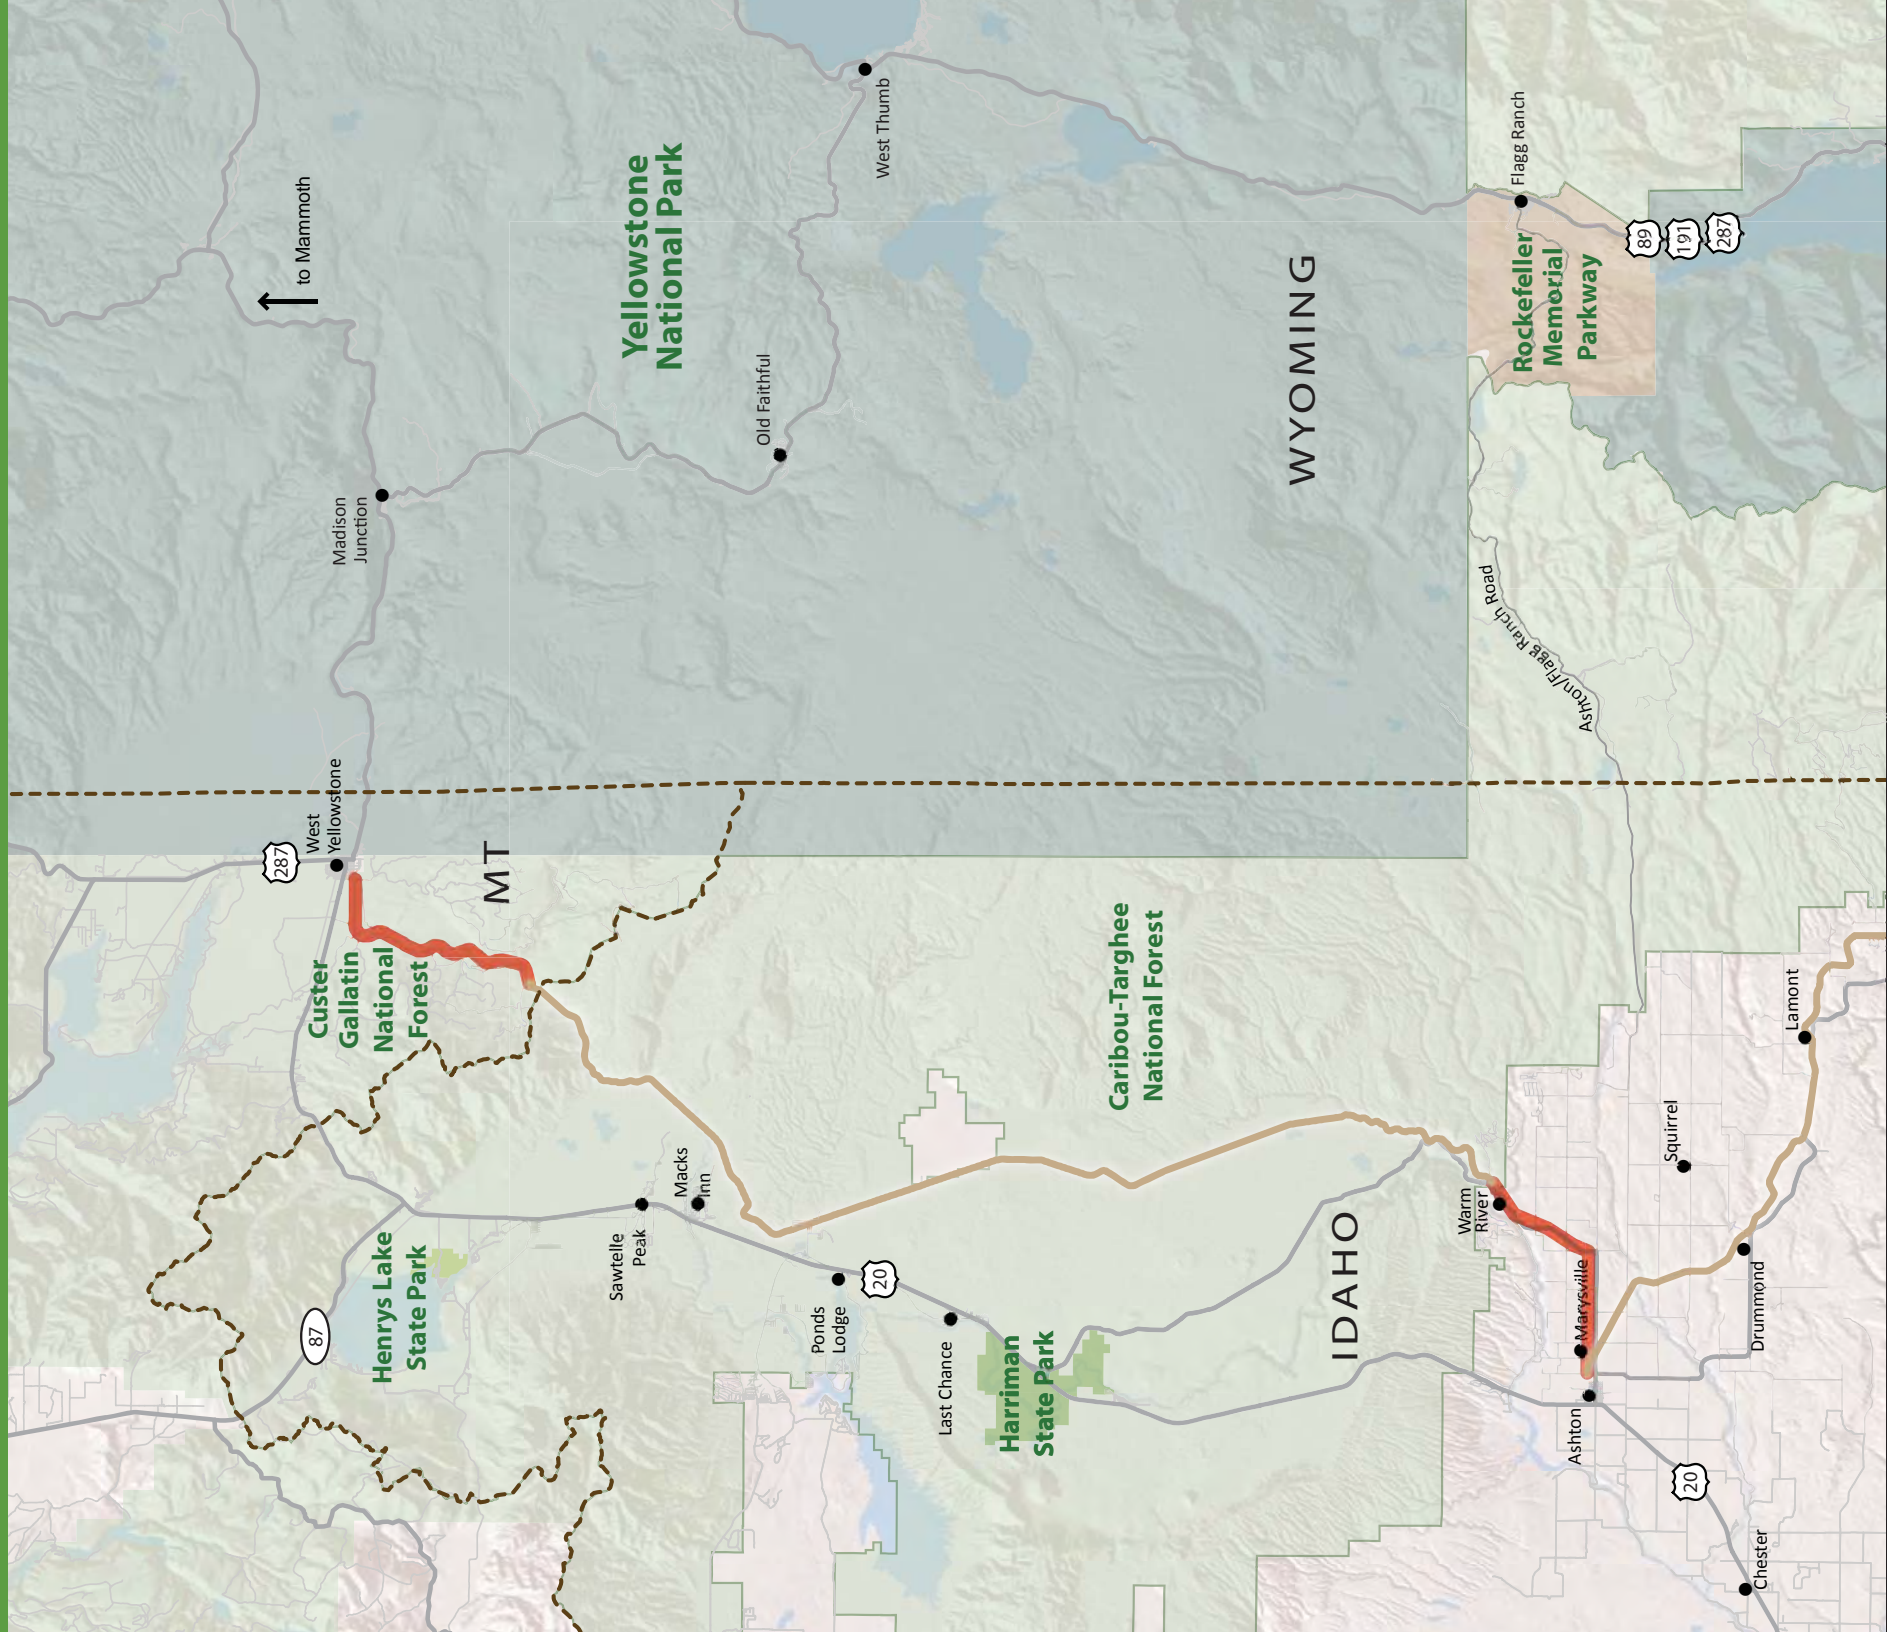 to Mammoth
Yellowstone
National Park
West Thumb
Old Faithful
Madison
Junction
WYOMING
Flagg Ranch
Rockefeller
Memorial
Parkway
89
191
287
Ashton/Flagg Ranch Road
West
Yellowstone
287
MT
Custer
Gallatin
National
Forest
Caribou-Targhee
National Forest
Henrys Lake
State Park
87
Sawtelle
Peak
Macks
Inn
Ponds
Lodge
20
Last Chance
Harriman
State Park
IDAHO
Warm
River
Marysville
Ashton
20
Chester
Drummond
Squirrel
Lamont